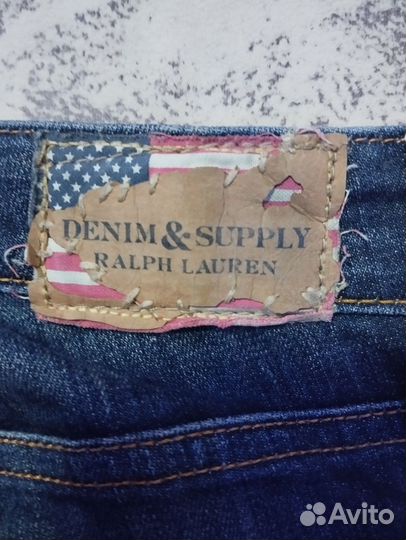 DENIM & SUPPLY
RALPH LAUREN
Avito